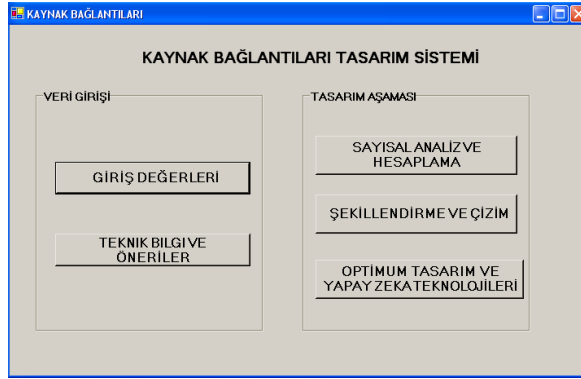 KAYNAK BAĞLANTILARI
KAYNAK BAĞLANTILARI TASARIM SİSTEMİ
VERİ GİRİŞİ
GİRİŞ DEĞERLERİ
TEKNIK BILGI VE
ÖNERİLER
TASARIM AŞAMASI
SAYISAL ANALİZ VE
HESAPLAMA
ŞEKİLLENDİRME VE ÇİZİM
OPTİMUM TASARIM VE
YAPAY ZEKA TEKNOLOJİLERİ